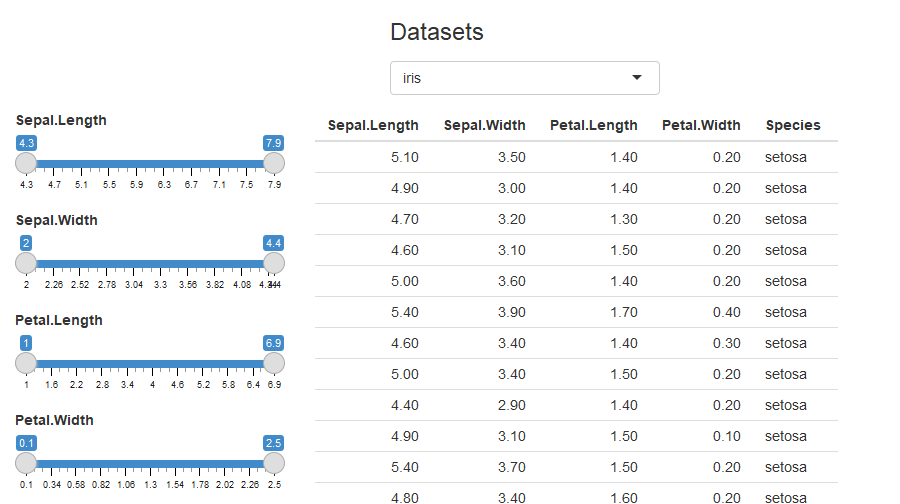 Datasets
iris
Sepal.Length
4.3 7.9
4.3 4.7 5.1 5.5 5.9 6.3 6.7 7.1 7.5 7.9
Sepal.Width
2 4.4
2 2.26 2.52 2.78 3.04 3.3 3.56 3.82 4.08
Petal.Length
1 6.9
1 1.6 2.2 2.8 3.4 4 4.6 5.2 5.8 6.4 6.9
Petal.Width
0.1 2.5
0.1 0.34 0.58 0.82 1.06 1.3 1.54 1.78 2.02 2.26 2.5
Sepal.Length Sepal.Width Petal.Length Petal.Width Species
5.10 3.50 1.40 0.20 setosa
4.90 3.00 1.40 0.20 setosa
4.70 3.20 1.30 0.20 setosa
4.60 3.10 1.50 0.20 setosa
5.00 3.60 1.40 0.20 setosa
5.40 3.90 1.70 0.40 setosa
4.60 3.40 1.40 0.30 setosa
5.00 3.40 1.50 0.20 setosa
4.40 2.90 1.40 0.20 setosa
4.90 3.10 1.50 0.10 setosa
5.40 3.70 1.50 0.20 setosa
4.80 3.40 1.60 0.20 setosa